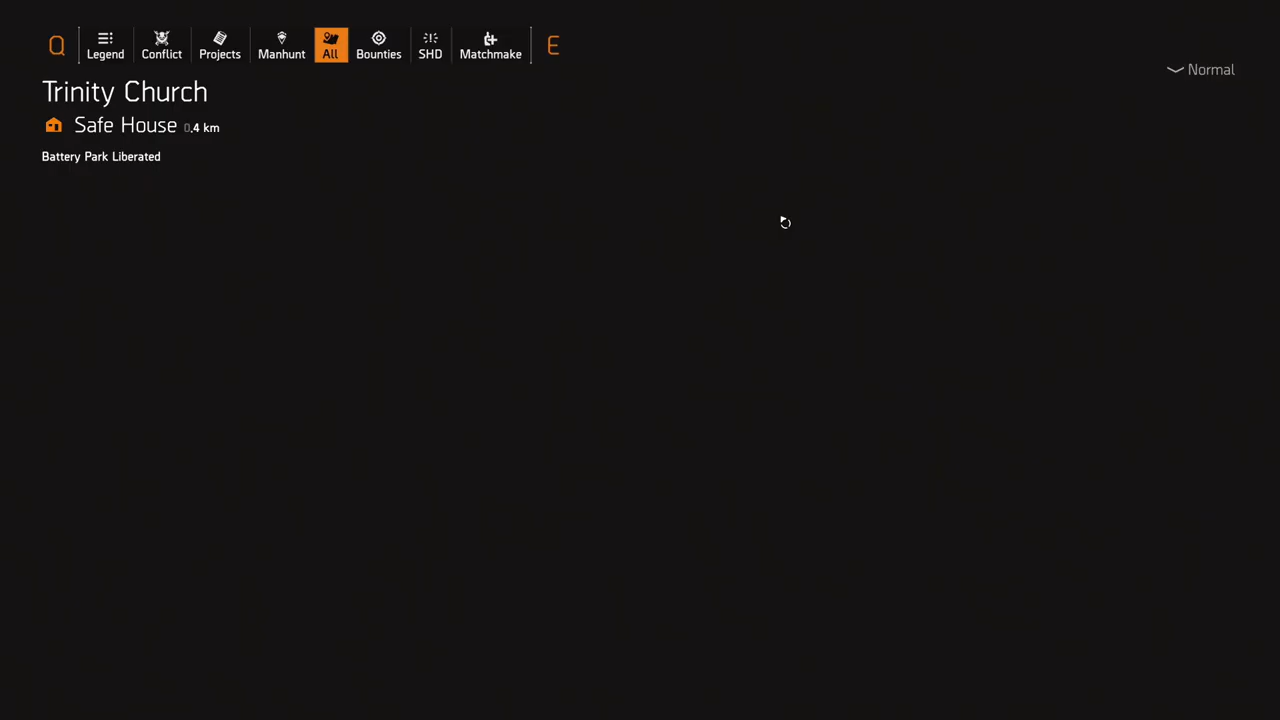 Q Legend Conflict Projects Manhunt All Bounties SHD Matchmake E
Normal
Trinity Church
Safe House 0.4 km
Battery Park Liberated